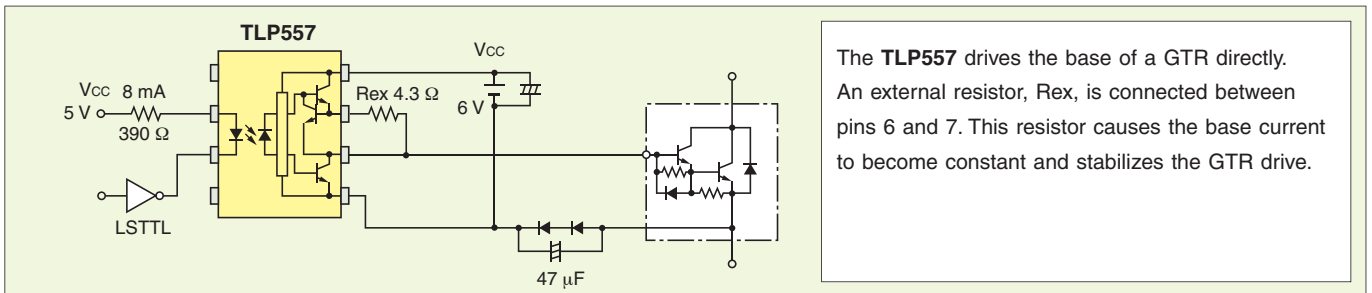 TLP557
Vcc
Vcc 8 mA
5 V
390 Ω
Rex 4.3 Ω
6 V
LSTTL
47 μF
The TLP557 drives the base of a GTR directly.
An external resistor, Rex, is connected between
pins 6 and 7. This resistor causes the base current
to become constant and stabilizes the GTR drive.